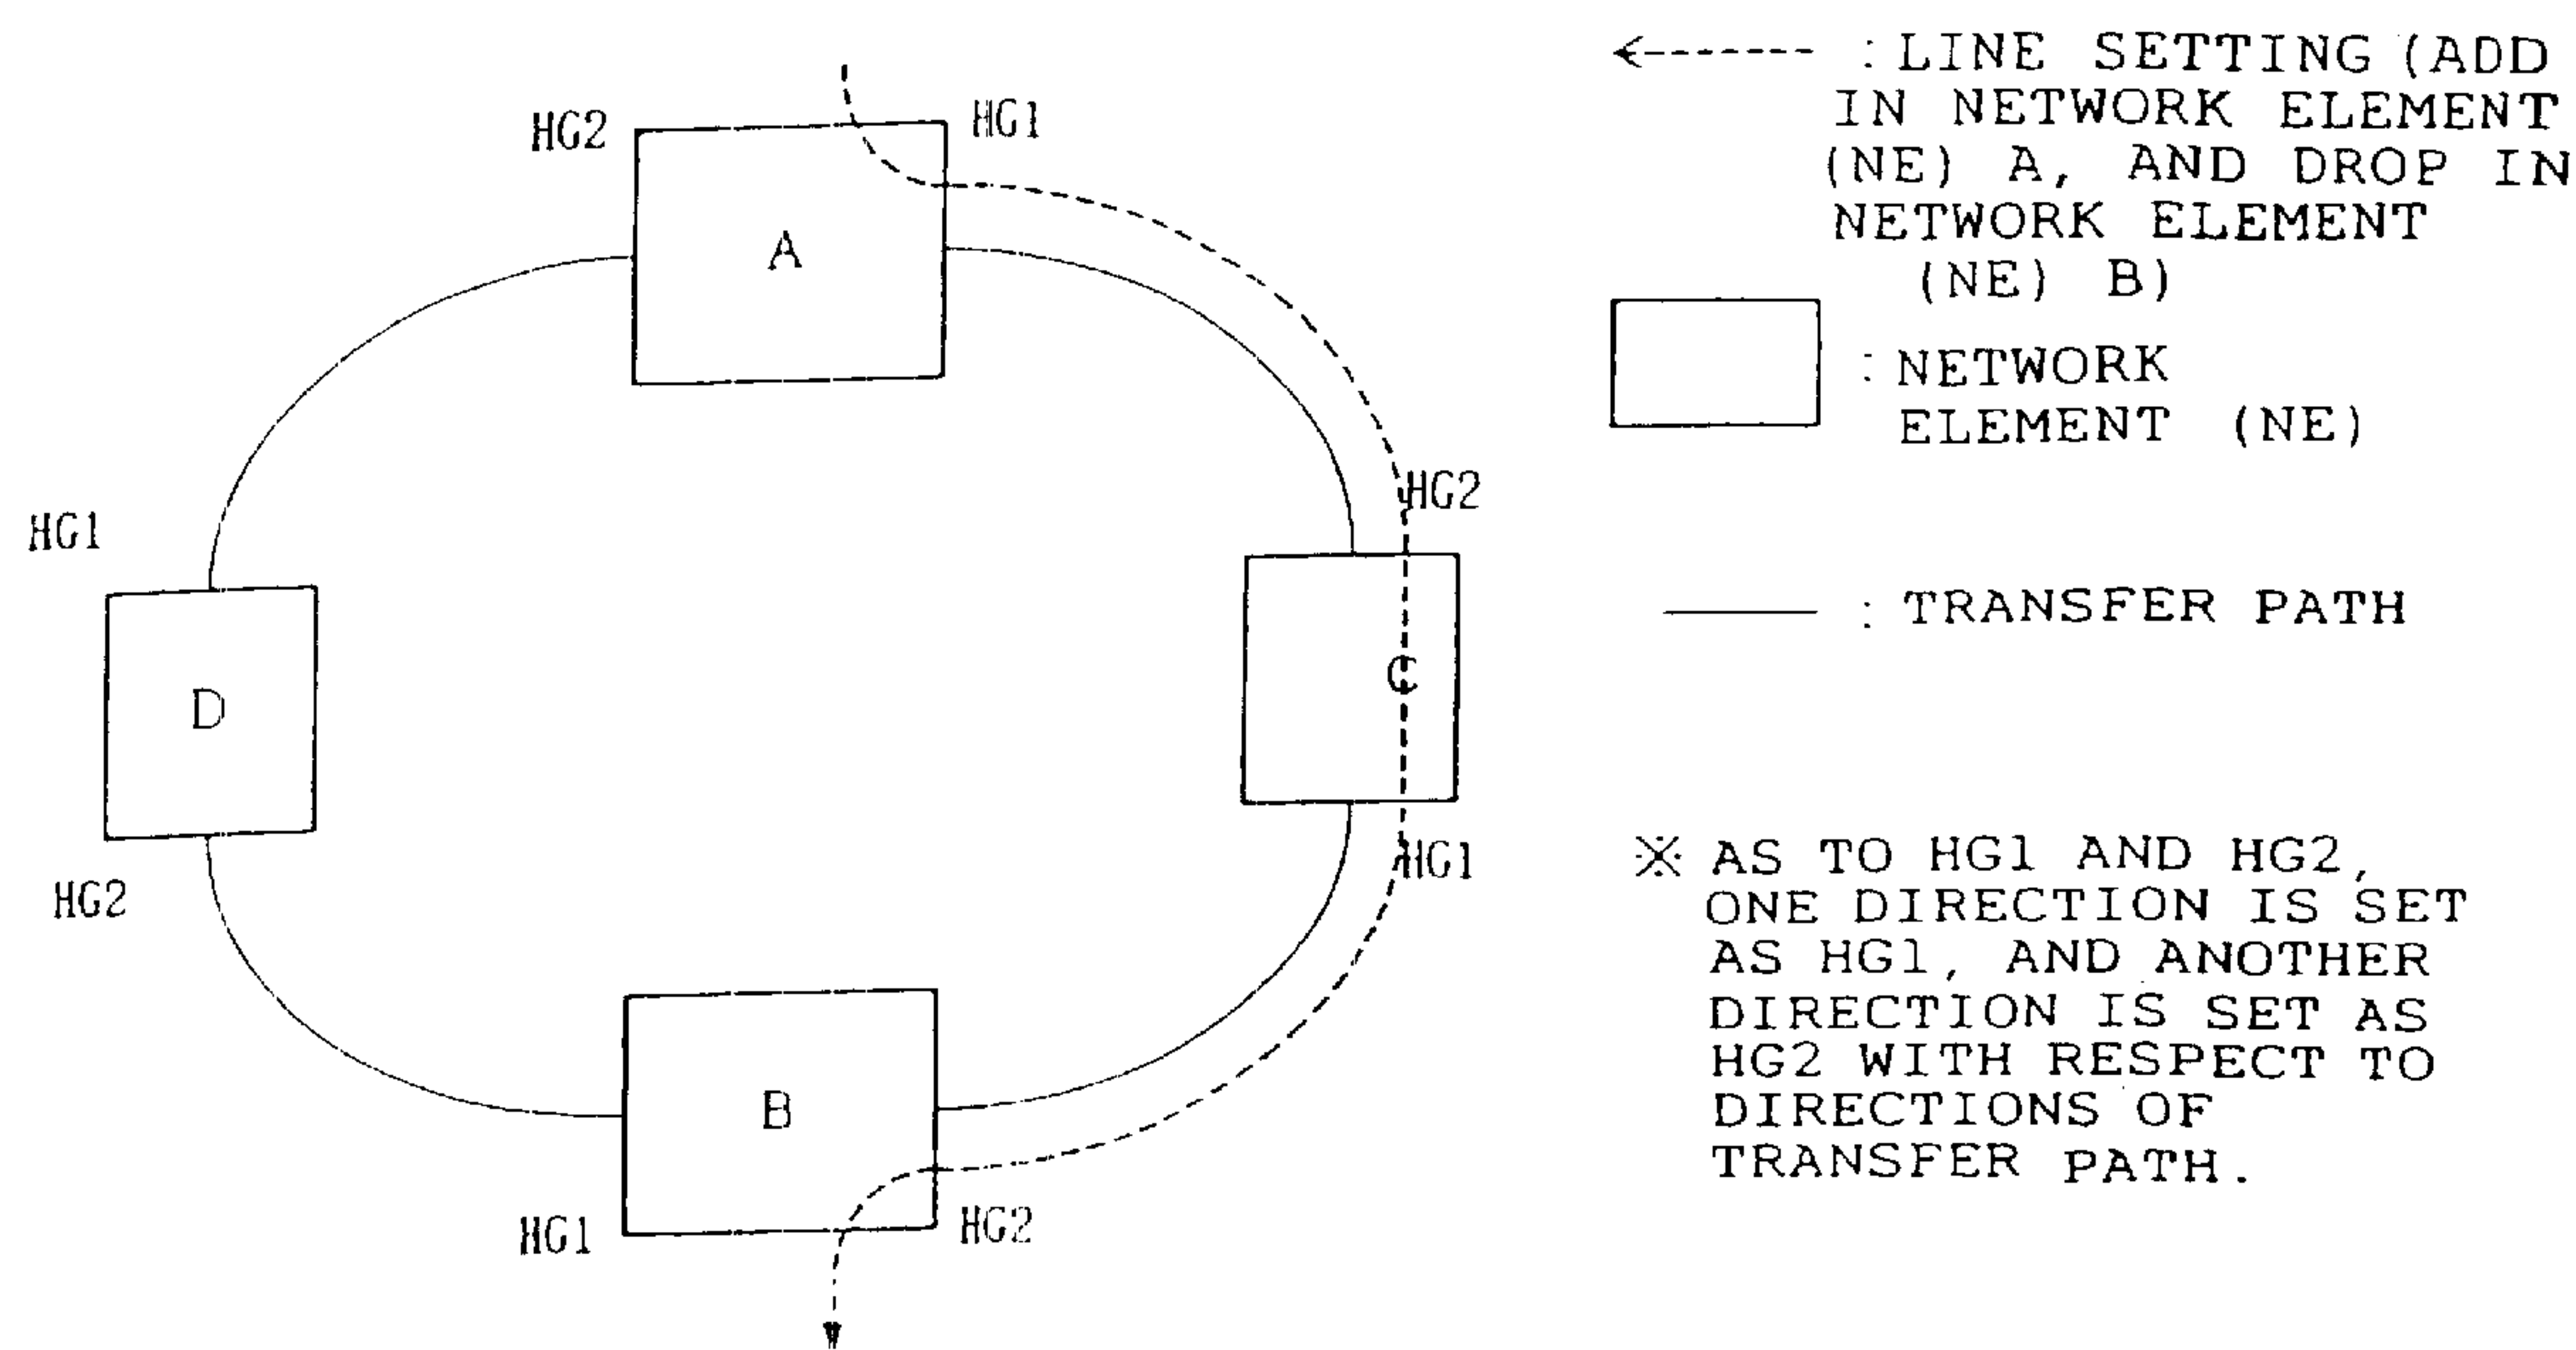 HG2
HG1
A
HG2
C
HG1
HG1
D
HG2
B
HG1
HG2
: LINE SETTING (ADD
IN NETWORK ELEMENT
(NE) A, AND DROP IN
NETWORK ELEMENT
(NE) B)
: NETWORK
ELEMENT (NE)
: TRANSFER PATH
※ AS TO HG1 AND HG2,
ONE DIRECTION IS SET
AS HG1, AND ANOTHER
DIRECTION IS SET AS
HG2 WITH RESPECT TO
DIRECTIONS OF
TRANSFER PATH.